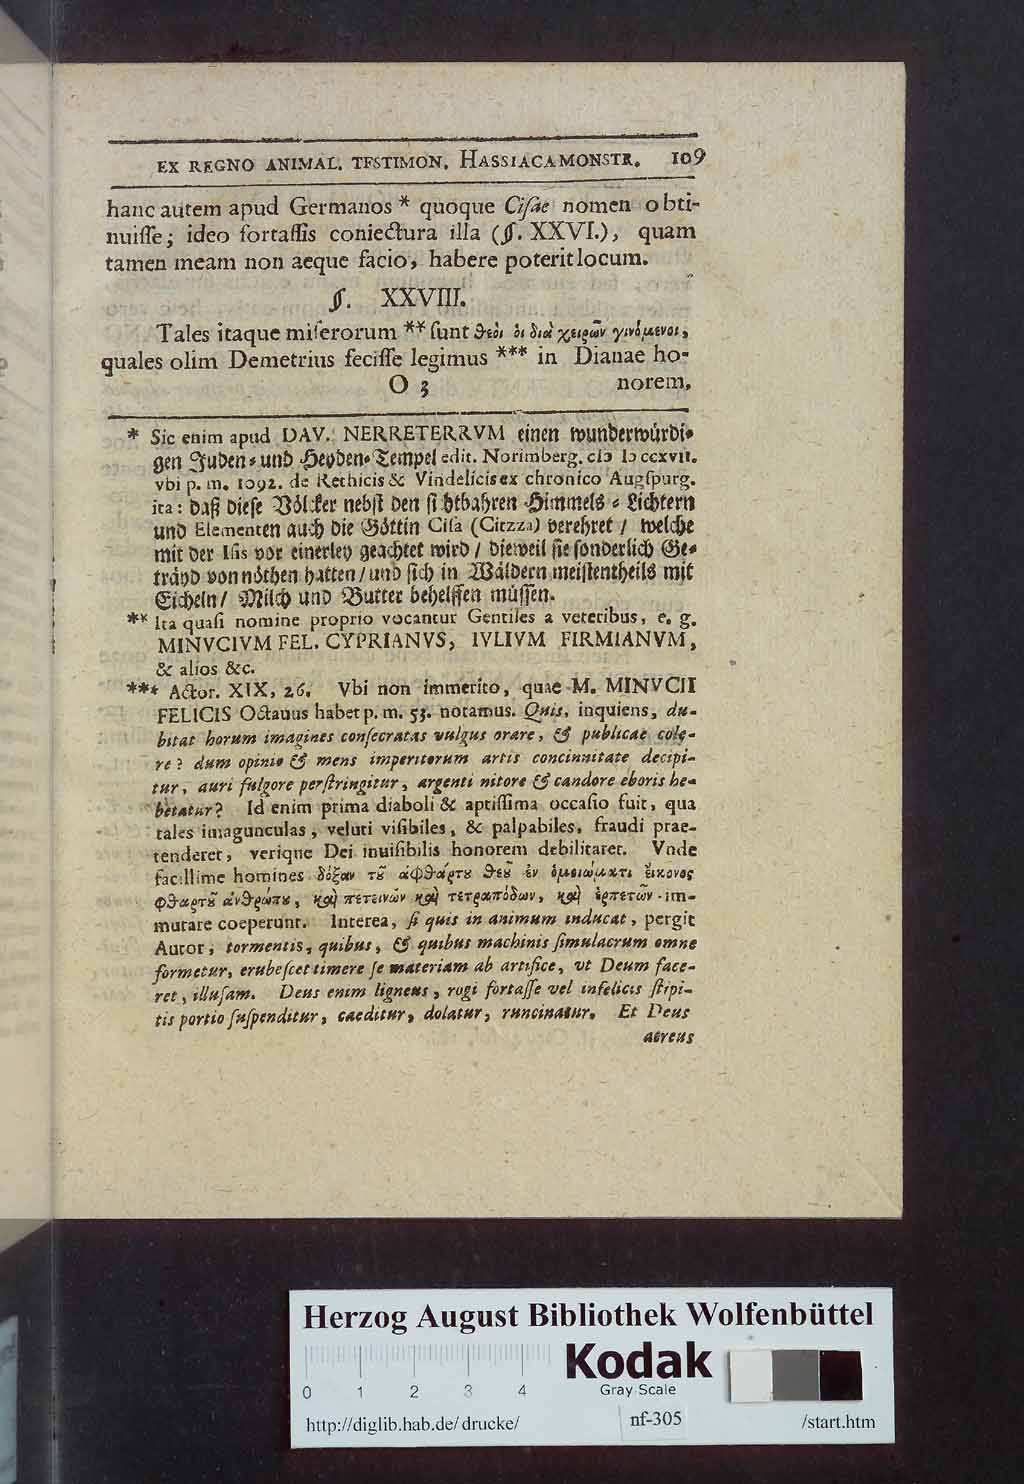 EX REGNO ANIMAL. TESTIMON. HASSIACA MONSTR. 109
hanc autem apud Germanos * quoque Ciſae nomen obti-
nuiſſe; ideo fortaſſis coniectura illa (§. XXVI.), quam
tamen meam non aeque facio, habere poterit locum.
§. XXVIII.
Tales itaque miſerorum ** ſunt θεοὶ οἱ διὰ χειρῶν γινόμενοι,
quales olim Demetrius feciſſe legimus *** in Dianae ho-
O 3 norem,
* Sic enim apud DAV. NERRETERRVM einen wunderwürdi-
gen Juden- und Heyden-Tempel edit. Norimberg. cIɔ Iɔccxvii.
vbi p. m. 1092. de Rethicis & Vindelicis ex chronico Augſpurg.
ita: daß dieſe Völcker nebſt den ſi htbahren Himmels-Lichtern
und Elementen auch die Göttin Ciſa (Citzza) verehret / welche
mit der Iſis vor einerley geachtet wird / dieweil ſie ſonderlich Ge-
träyd von nöthen hatten / und ſich in Wäldern meiſtentheils mit
Eicheln / Milch und Butter behelffen müſſen.
** Ita quaſi nomine proprio vocantur Gentiles a veteribus, e. g.
MINVCIVM FEL. CYPRIANVS, IVLIVM FIRMIANVM,
& alios &c.
*** Actor. XIX, 26. Vbi non immerito, quae M. MINVCII
FELICIS Octauus habet p. m. 53. notamus. Quis, inquiens, du-
bitat horum imagines conſecratas vulgus orare, & publicae cole-
re? dum opinio & mens imperitorum artis concinnitate decipi-
tur, auri fulgore perſtringitur, argenti nitore & candore eboris he-
betatur? Id enim prima diaboli & aptiſſima occaſio fuit, qua
tales imagunculas, veluti viſibiles, & palpabiles, fraudi prae-
tenderet, verique Dei inuiſibilis honorem debilitaret. Vnde
facillime homines δόξαν τοῦ ἀφθάρτου θεοῦ ἐν ὁμοιώματι εἴκονος
φθαρτοῦ ἀνθρώπου, καὶ πετεινῶν καὶ τετραπόδων, καὶ ἑρπετῶν im-
mutare coeperunt. Interea, ſi quis in animum inducat, pergit
Autor, tormentis, quibus, & quibus machinis ſimulacrum omne
formetur, erubeſcet timere ſe materiam ab artifice, vt Deum face-
ret, illuſam. Deus enim ligneus, rogi fortaſſe vel infelicis ſtipi-
tis portio ſuſpenditur, caeditur, dolatur, runcinatur. Et Deus
aereus
Herzog August Bibliothek Wolfenbüttel
Kodak
Gray Scale
0 1 2 3 4
http://diglib.hab.de/drucke/ nf-305 /start.htm